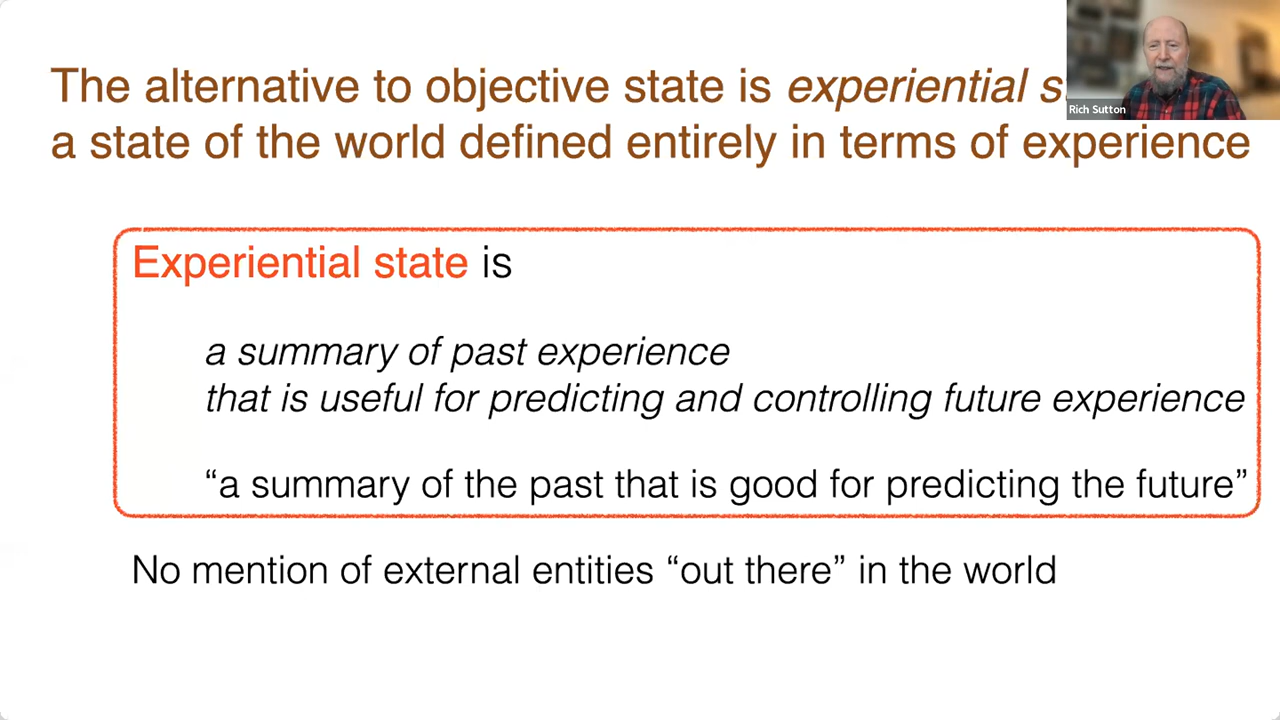 The alternative to objective state is experiential
a state of the world defined entirely in terms of experience
Rich Sutton
Experiential state is
a summary of past experience
that is useful for predicting and controlling future experience
“a summary of the past that is good for predicting the future”
No mention of external entities “out there” in the world